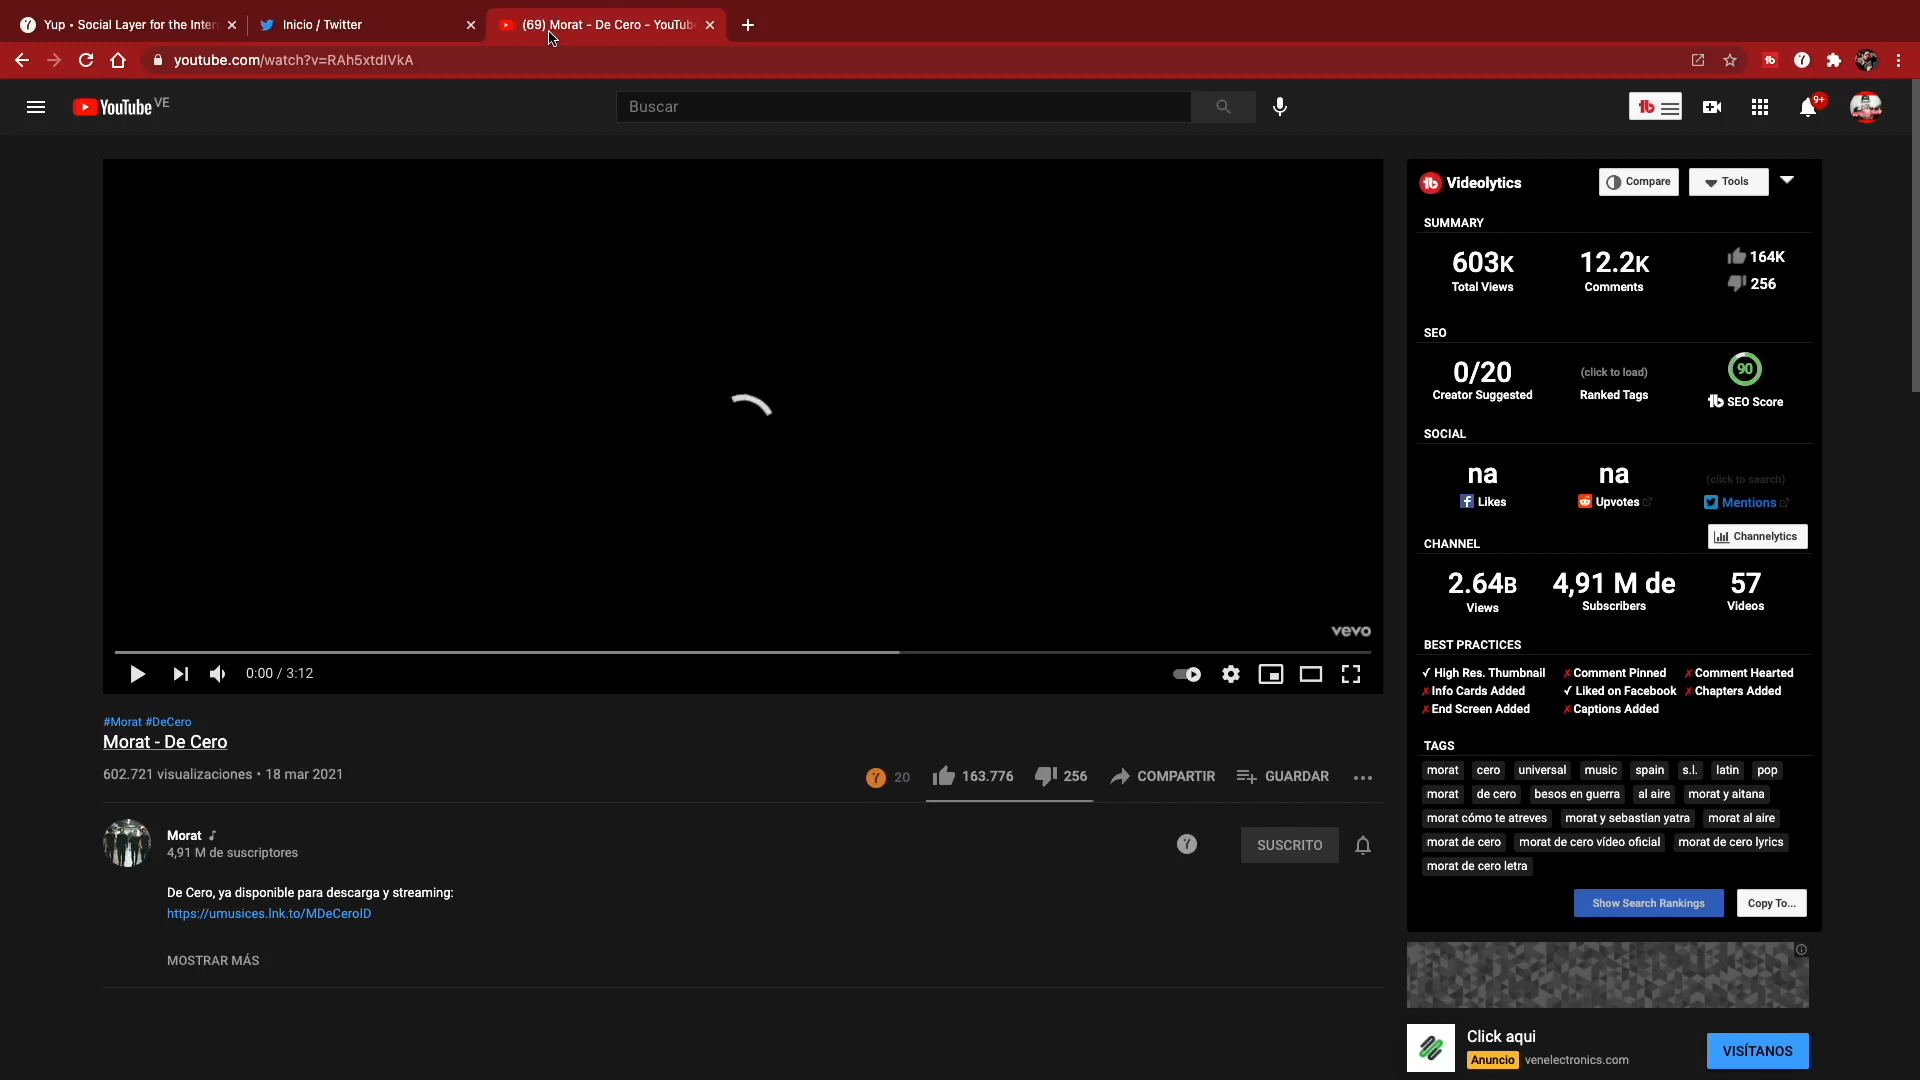 Yup • Social Layer for the Inter
Inicio / Twitter
(69) Morat - De Cero - YouTub
youtube.com/watch?v=RAh5xtdIVkA
YouTube VE
Buscar
9+
vevo
0:00 / 3:12
#Morat #DeCero
Morat - De Cero
602.721 visualizaciones • 18 mar 2021
20
163.776
256
COMPARTIR
GUARDAR
Morat
4,91 M de suscriptores
SUSCRITO
De Cero, ya disponible para descarga y streaming:
https://umusices.lnk.to/MDeCeroID
MOSTRAR MÁS
Videolytics
Compare
Tools
SUMMARY
603K 12.2K 164K
Total Views Comments 256
SEO
0/20 (click to load) 90
Creator Suggested Ranked Tags SEO Score
SOCIAL
na na (click to search)
Likes Upvotes Mentions
CHANNEL Channelytics
2.64B 4,91 M de 57
Views Subscribers Videos
BEST PRACTICES
✓ High Res. Thumbnail ✗ Comment Pinned ✗ Comment Hearted
✗ Info Cards Added ✓ Liked on Facebook ✗ Chapters Added
✗ End Screen Added ✗ Captions Added
TAGS
morat cero universal music spain s.l. latin pop
morat de cero besos en guerra al aire morat y aitana
morat cómo te atreves morat y sebastian yatra morat al aire
morat de cero morat de cero vídeo oficial morat de cero lyrics
morat de cero letra
Show Search Rankings Copy To...
Click aqui
Anuncio venelectronics.com
VISÍTANOS